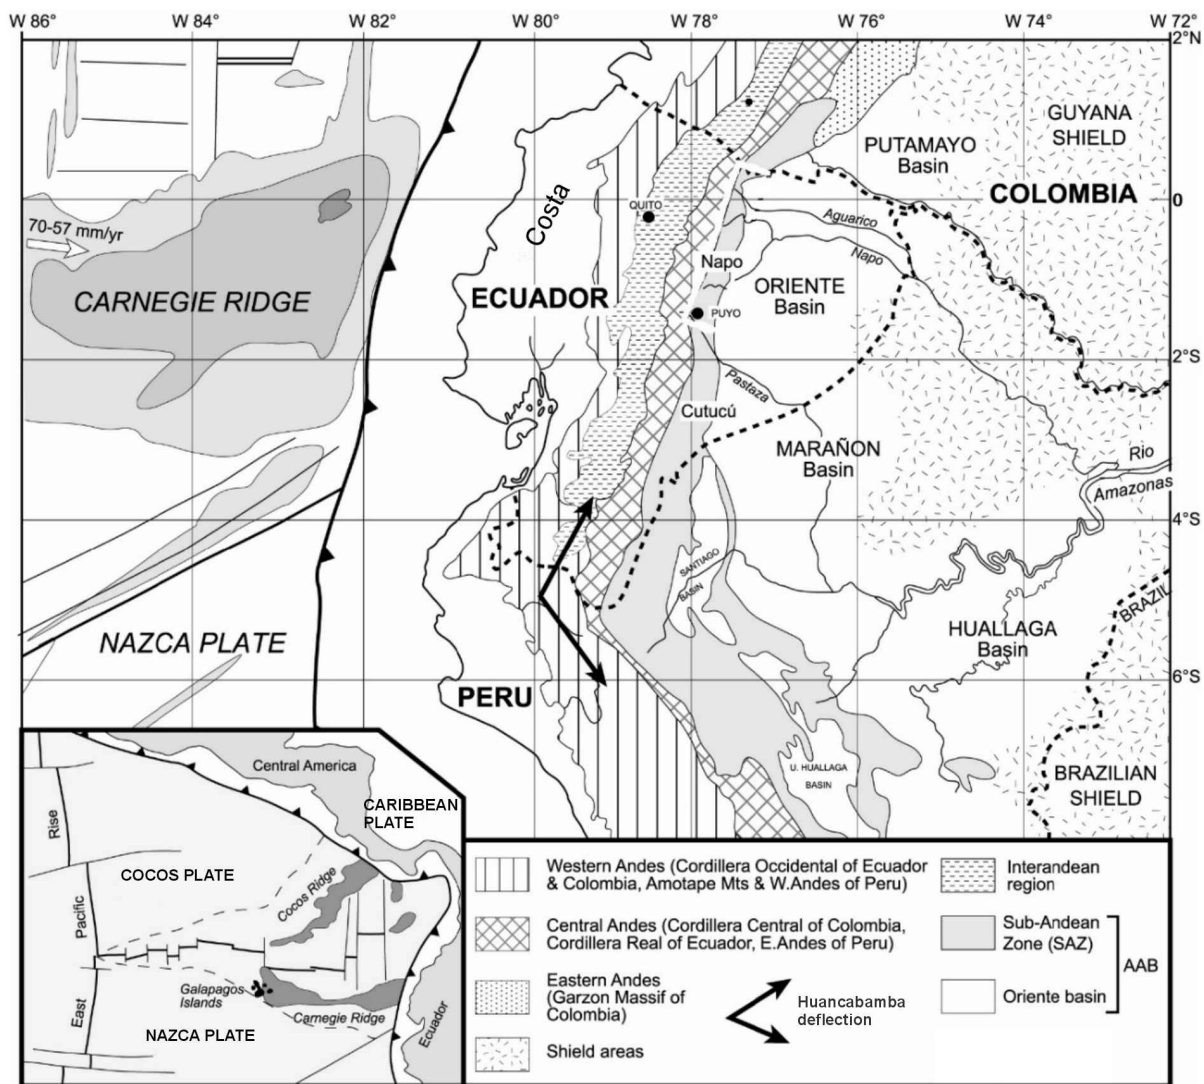 W 86°
W 84°
W 82
W 80°
W 78
W 76°
W 74°
W 72°
2°N
0
2°S
4°S
6°S
GUYANA
SHIELD
PUTAMAYO
Basin
COLOMBIA
Costa
QUITO
Aguarico
Napo
70-57 mm/yr
CARNEGIE RIDGE
ECUADOR
Napo
ORIENTE
Basin
PUYO
Pastaza
Cutucú
MARAÑON
Basin
Rio
Amazonas
SANTIAGO
BASIN
NAZCA PLATE
HUALLAGA
Basin
BRAZIL
PERU
U. HUALLAGA
BASIN
BRAZILIAN
SHIELD
Central America
CARIBBEAN
PLATE
Rise
COCOS PLATE
Cocos Ridge
Pacific
Galapagos
Islands
Carnegie Ridge
East
NAZCA PLATE
Ecuador
Western Andes (Cordillera Occidental of Ecuador
& Colombia, Amotape Mts & W.Andes of Peru)
Central Andes (Cordillera Central of Colombia,
Cordillera Real of Ecuador, E.Andes of Peru)
Eastern Andes
(Garzon Massif of
Colombia)
Shield areas
Huancabamba
deflection
Interandean
region
Sub-Andean
Zone (SAZ)
AAB
Oriente basin